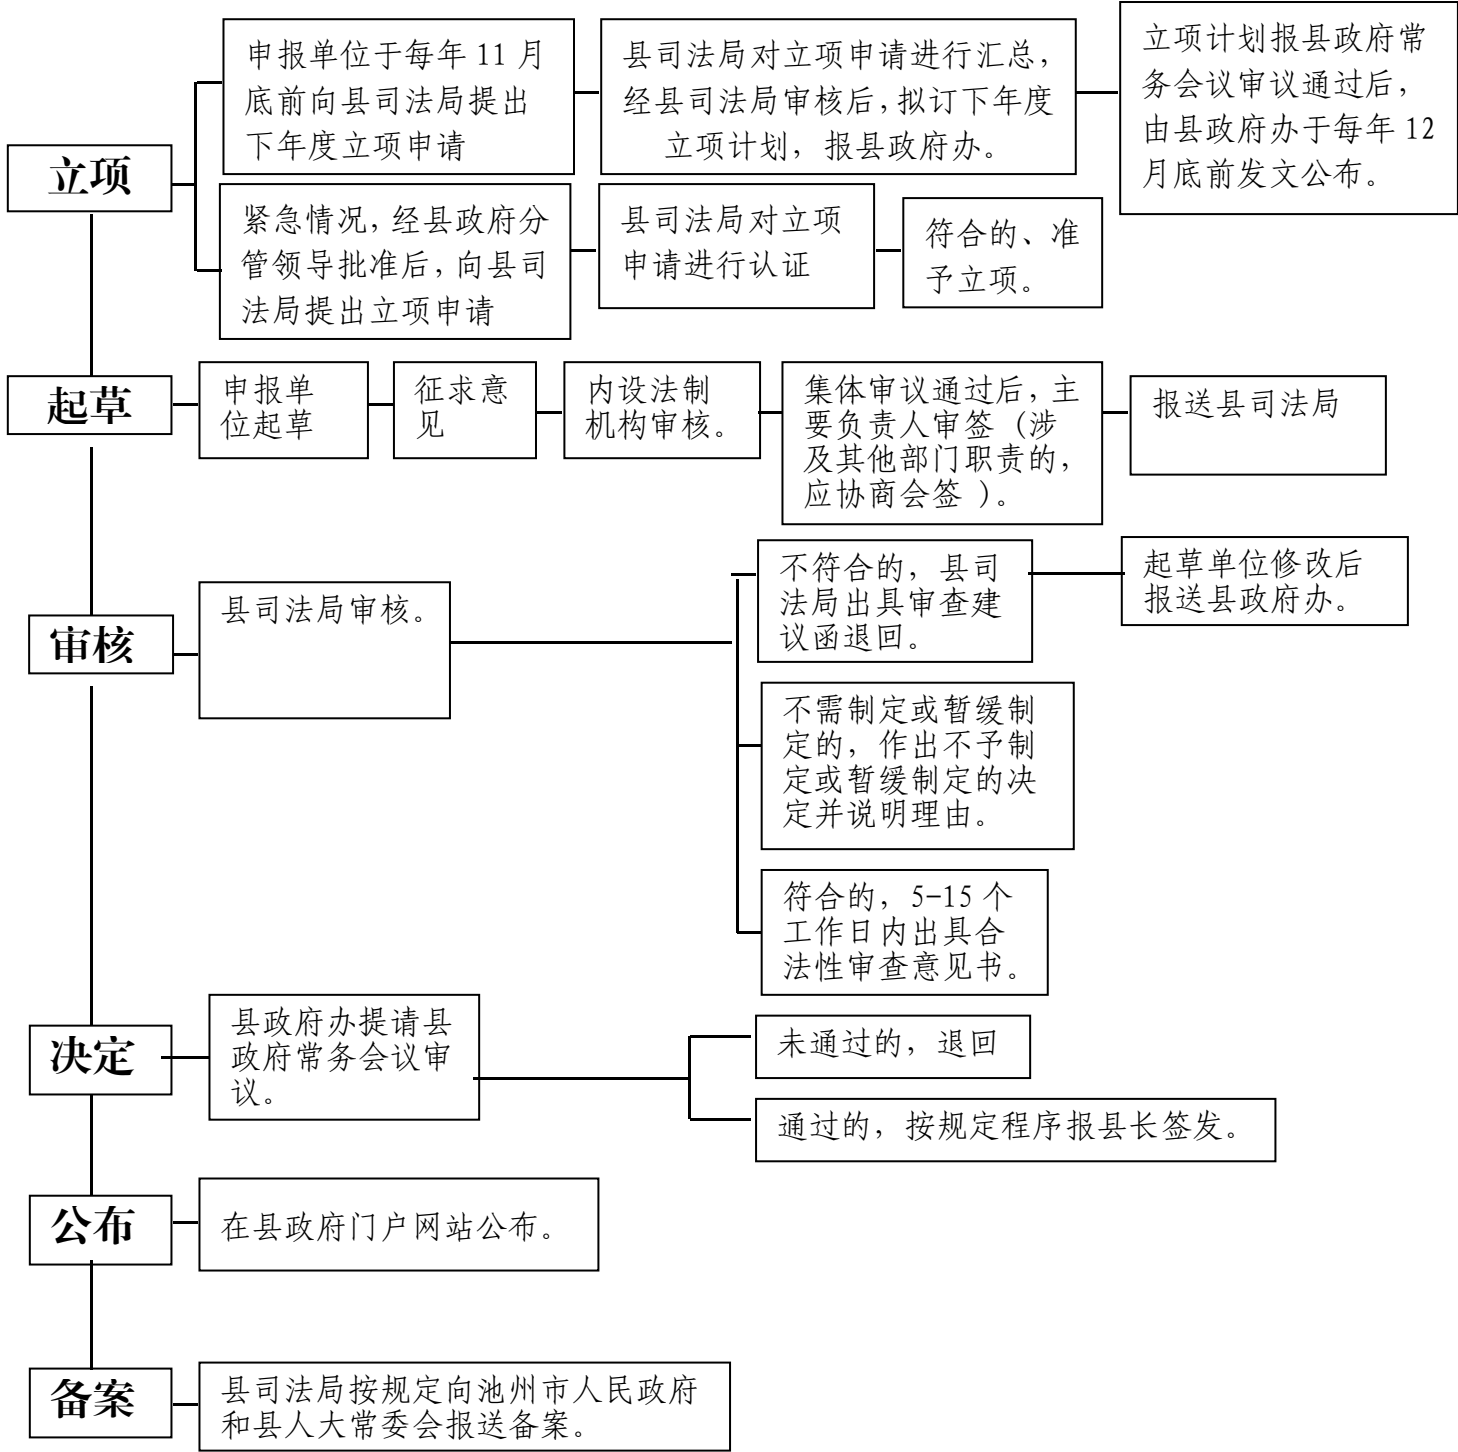 立项
申报单位于每年 11 月
底前向县司法局提出
下年度立项申请
县司法局对立项申请进行汇总，
经县司法局审核后，拟订下年度
立项计划，报县政府办。
立项计划报县政府常
务会议审议通过后，
由县政府办于每年 12
月底前发文公布。
紧急情况，经县政府分
管领导批准后，向县司
法局提出立项申请
县司法局对立项
申请进行认证
符合的、准
予立项。
起草
申报单
位起草
征求意
见
内设法制
机构审核。
集体审议通过后，主
要负责人审签（涉
及其他部门职责的，
应协商会签 ）。
报送县司法局
审核
县司法局审核。
不符合的，县司
法局出具审查建
议函退回。
起草单位修改后
报送县政府办。
不需制定或暂缓制
定的，作出不予制
定或暂缓制定的决
定并说明理由。
符合的，5-15 个
工作日内出具合
法性审查意见书。
决定
县政府办提请县
政府常务会议审
议。
未通过的，退回
通过的，按规定程序报县长签发。
公布
在县政府门户网站公布。
备案
县司法局按规定向池州市人民政府
和县人大常委会报送备案。